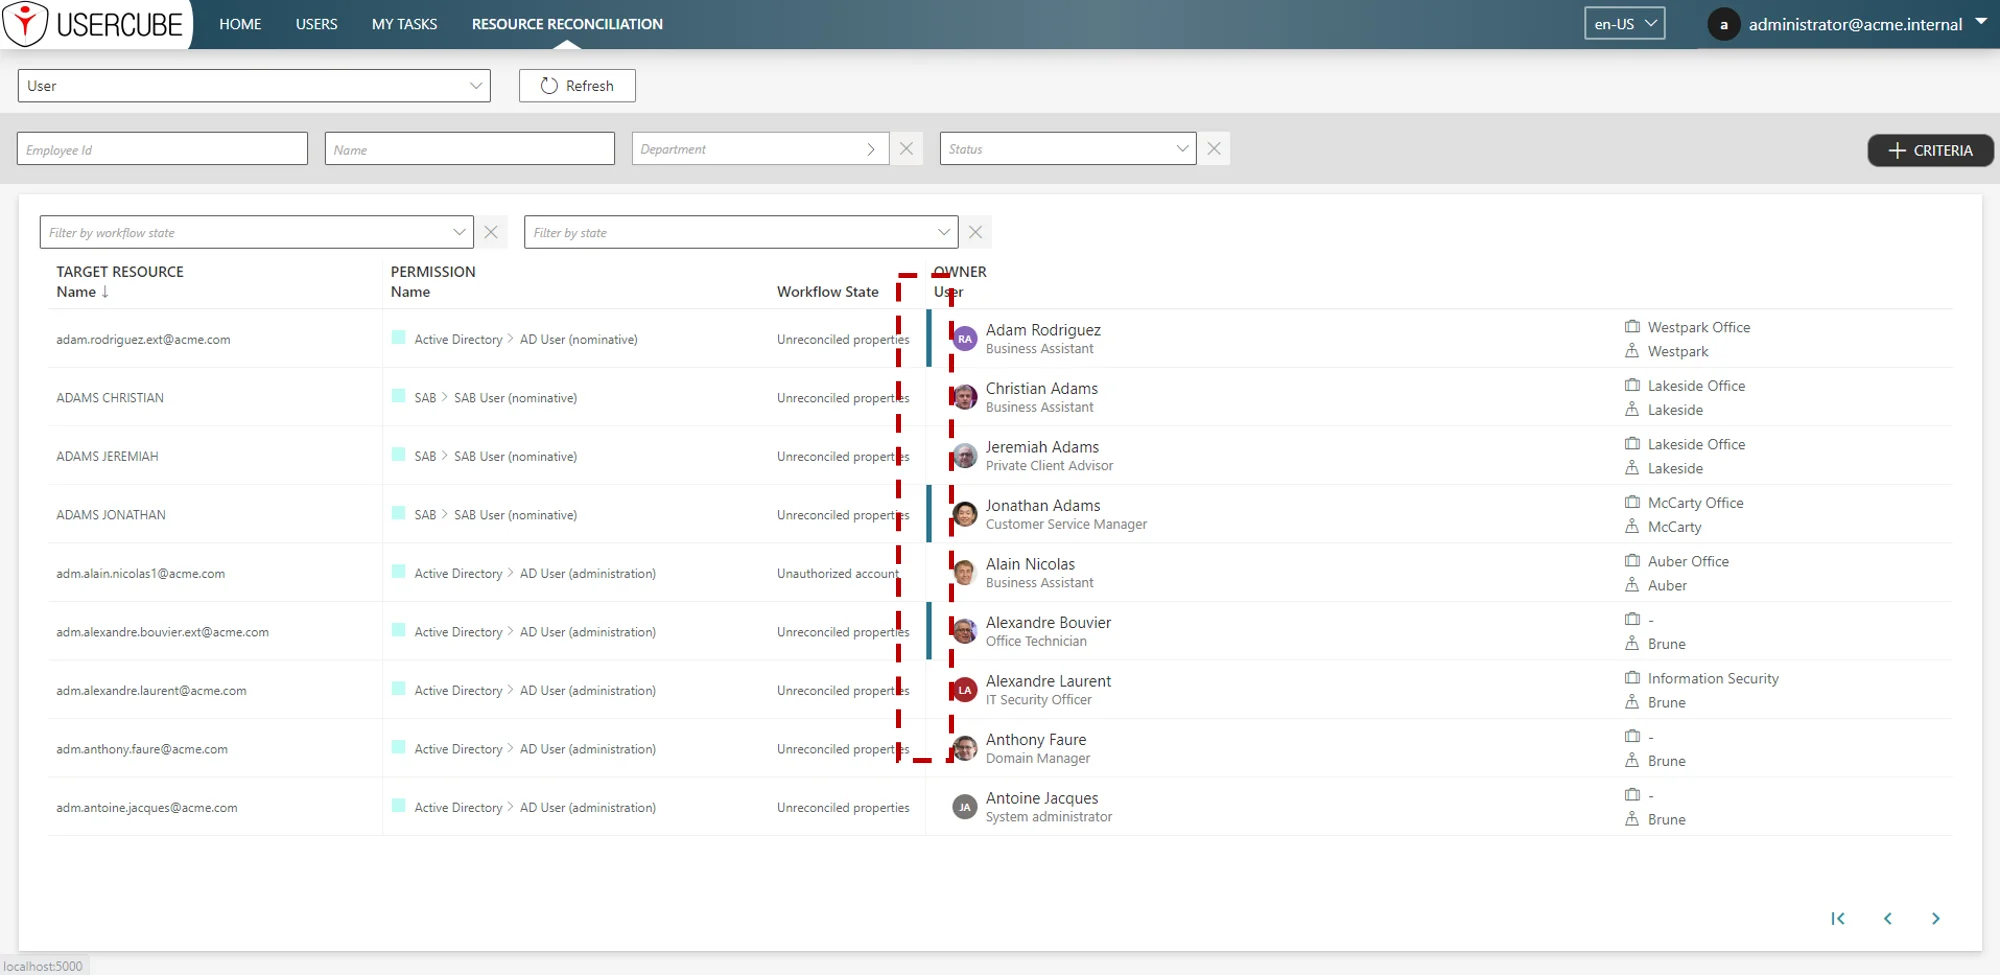 USERCUBE HOME USERS MY TASKS RESOURCE RECONCILIATION en-US a administrator@acme.internal
User Refresh
Employee Id Name Department Status CRITERIA
Filter by workflow state Filter by state
TARGET RESOURCE PERMISSION OWNER
Name ↓ Name Workflow State User
adam.rodriguez.ext@acme.com Active Directory > AD User (nominative) Unreconciled properties RA Adam Rodriguez Westpark Office
Business Assistant Westpark
ADAMS CHRISTIAN SAB > SAB User (nominative) Unreconciled properties Christian Adams Lakeside Office
Business Assistant Lakeside
ADAMS JEREMIAH SAB > SAB User (nominative) Unreconciled properties Jeremiah Adams Lakeside Office
Private Client Advisor Lakeside
ADAMS JONATHAN SAB > SAB User (nominative) Unreconciled properties Jonathan Adams McCarty Office
Customer Service Manager McCarty
adm.alain.nicolas1@acme.com Active Directory > AD User (administration) Unauthorized account Alain Nicolas Auber Office
Business Assistant Auber
adm.alexandre.bouvier.ext@acme.com Active Directory > AD User (administration) Unreconciled properties Alexandre Bouvier -
Office Technician Brune
adm.alexandre.laurent@acme.com Active Directory > AD User (administration) Unreconciled properties LA Alexandre Laurent Information Security
IT Security Officer Brune
adm.anthony.faure@acme.com Active Directory > AD User (administration) Unreconciled properties Anthony Faure -
Domain Manager Brune
adm.antoine.jacques@acme.com Active Directory > AD User (administration) Unreconciled properties JA Antoine Jacques -
System administrator Brune
localhost:5000